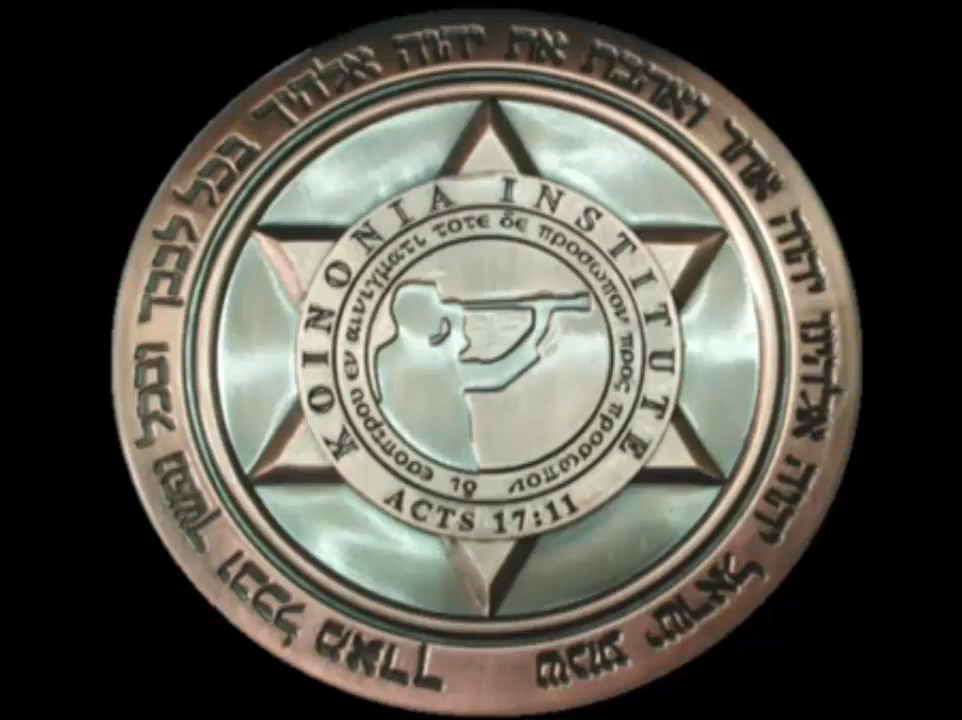 שמע ישראל יהוה אלהינו יהוה אחד ואהבת את יהוה אלהיך בכל לבבך ובכל נפשך ובכל מאדך
KOINONIA INSTITUTE
ACTS 17:11
δι εσοπτρου εν αινιγματι τοτε δε προσωπον προς προσωπον